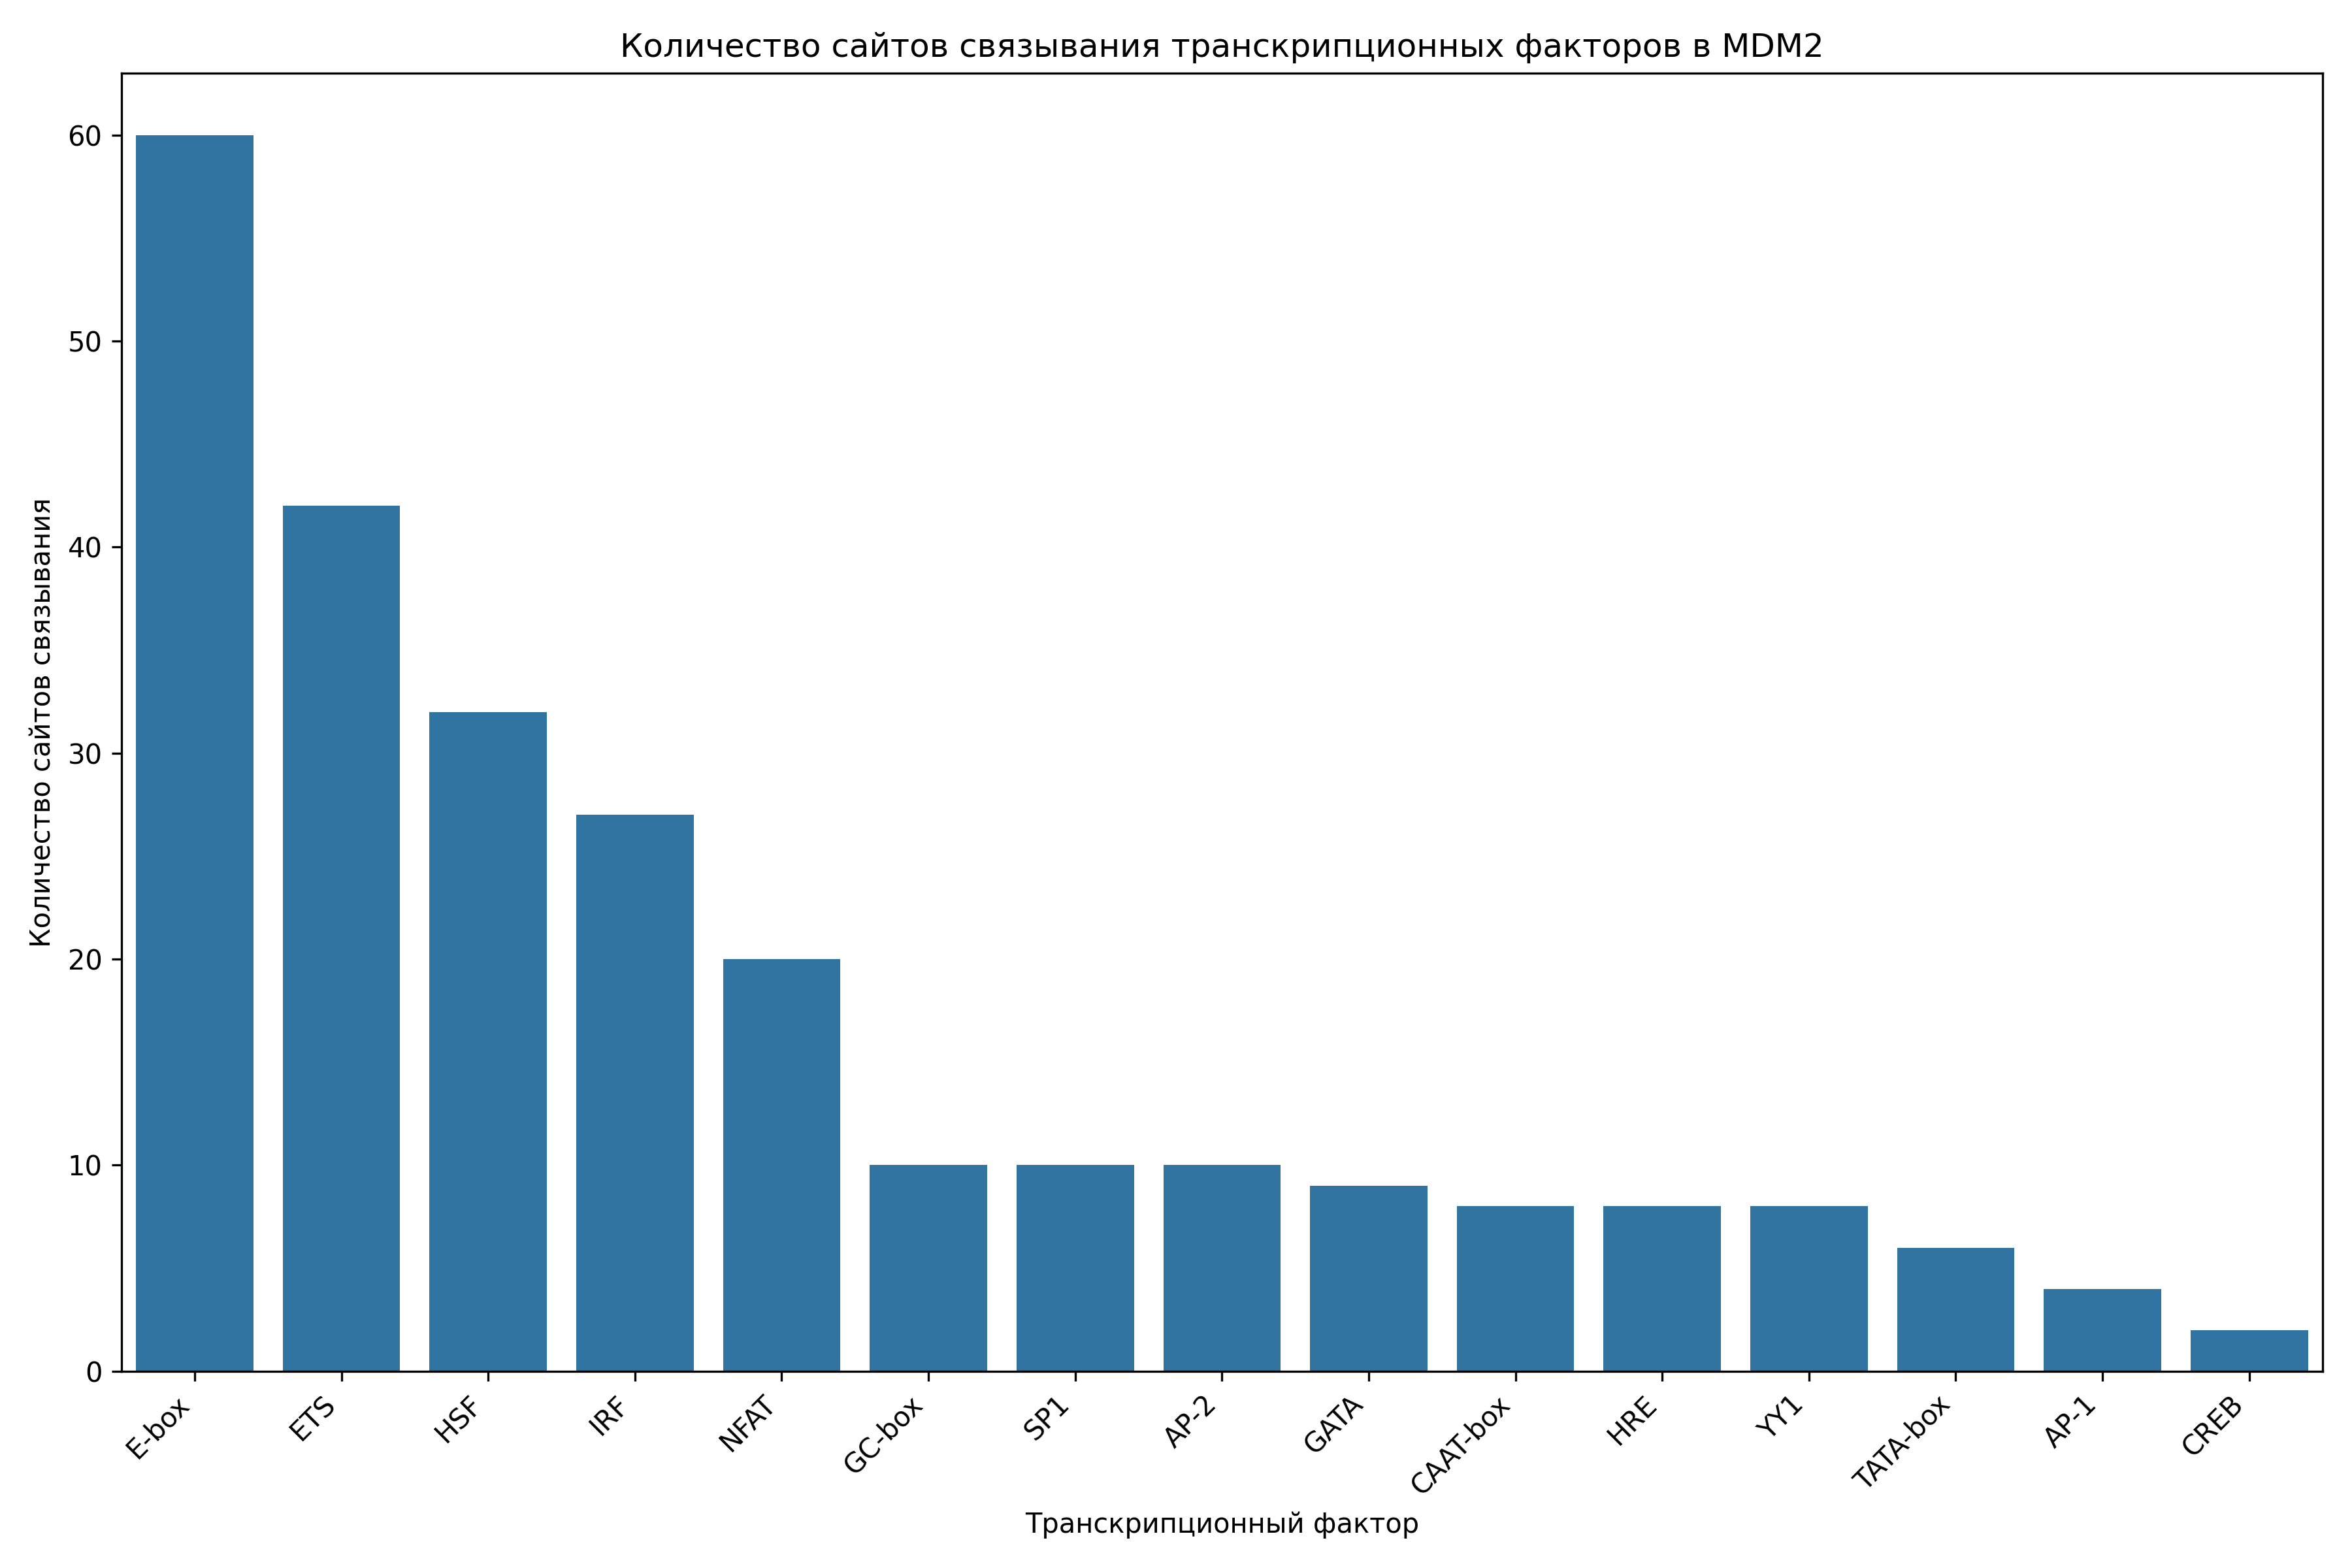 Количество сайтов связывания транскрипционных факторов в MDM2
Количество сайтов связывания
60
50
40
30
20
10
0
E-box
ETS
HSF
IRF
NFAT
GC-box
SP1
AP-2
GATA
CAAT-box
HRE
YY1
TATA-box
AP-1
CREB
Транскрипционный фактор